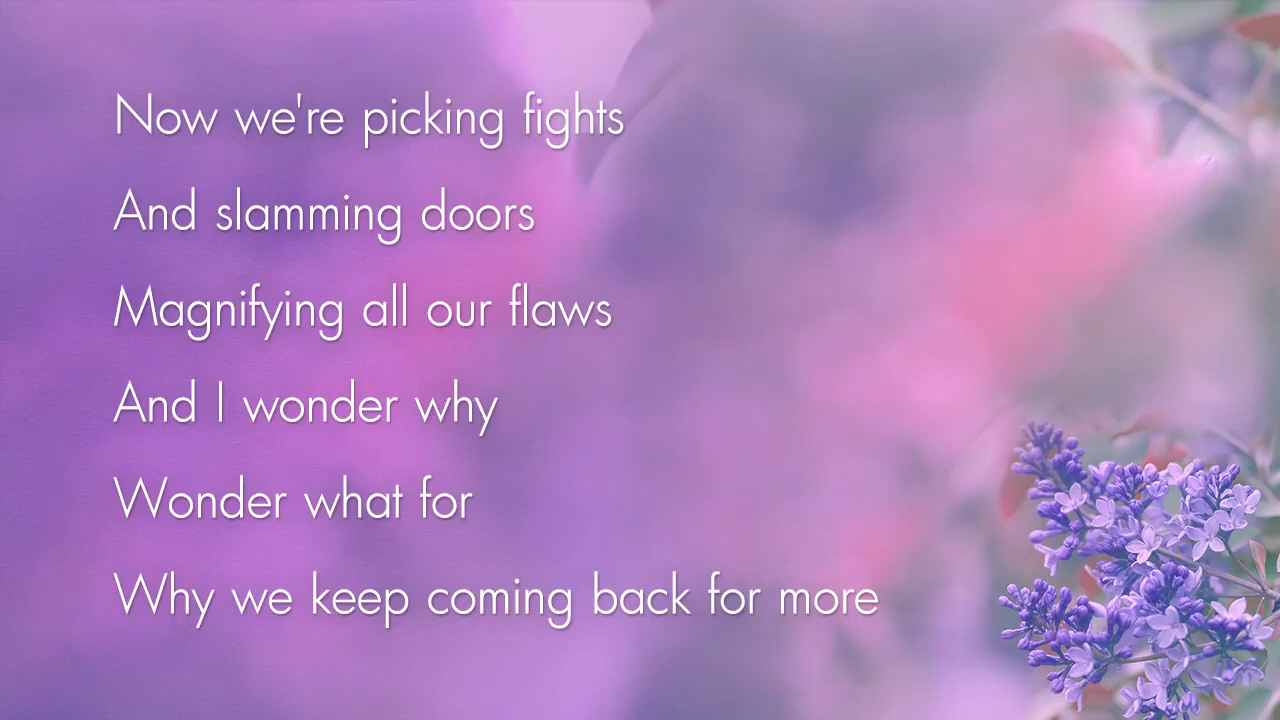 Now we're picking fights
And slamming doors
Magnifying all our flaws
And I wonder why
Wonder what for
Why we keep coming back for more